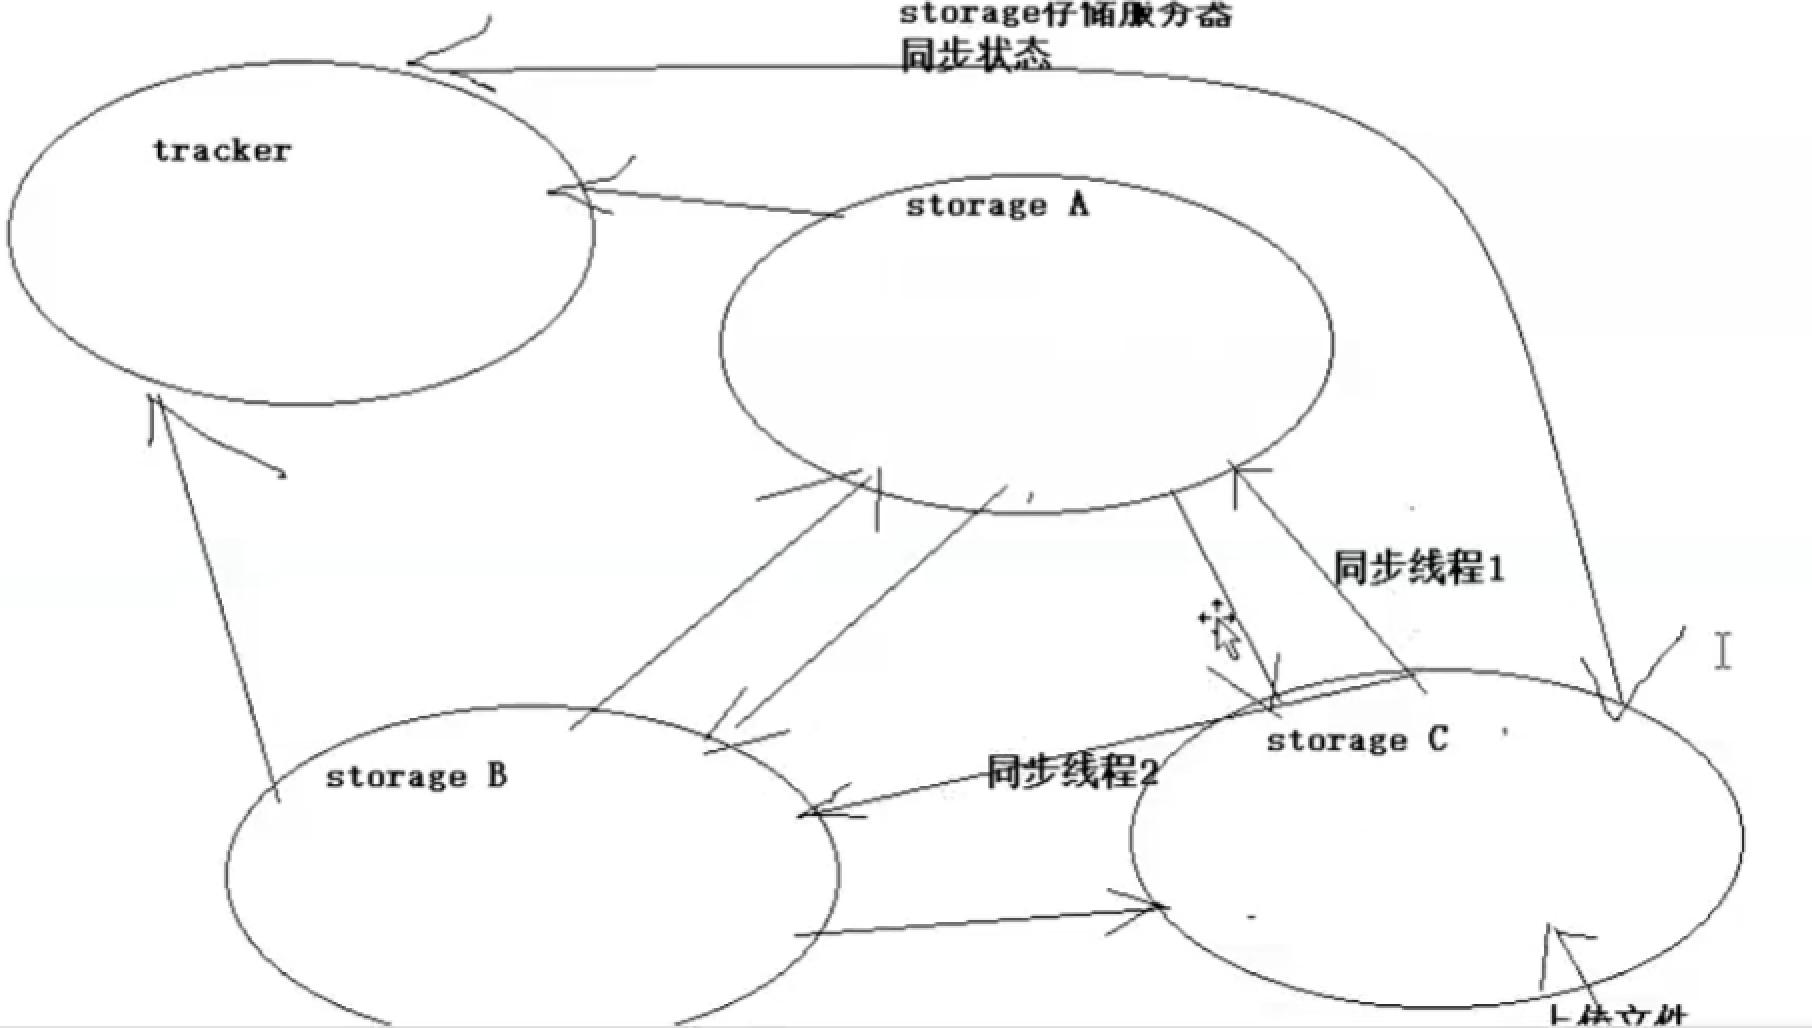 storage存储服务器
同步状态
tracker
storage A
同步线程1
storage C
storage B
同步线程2
上传文件